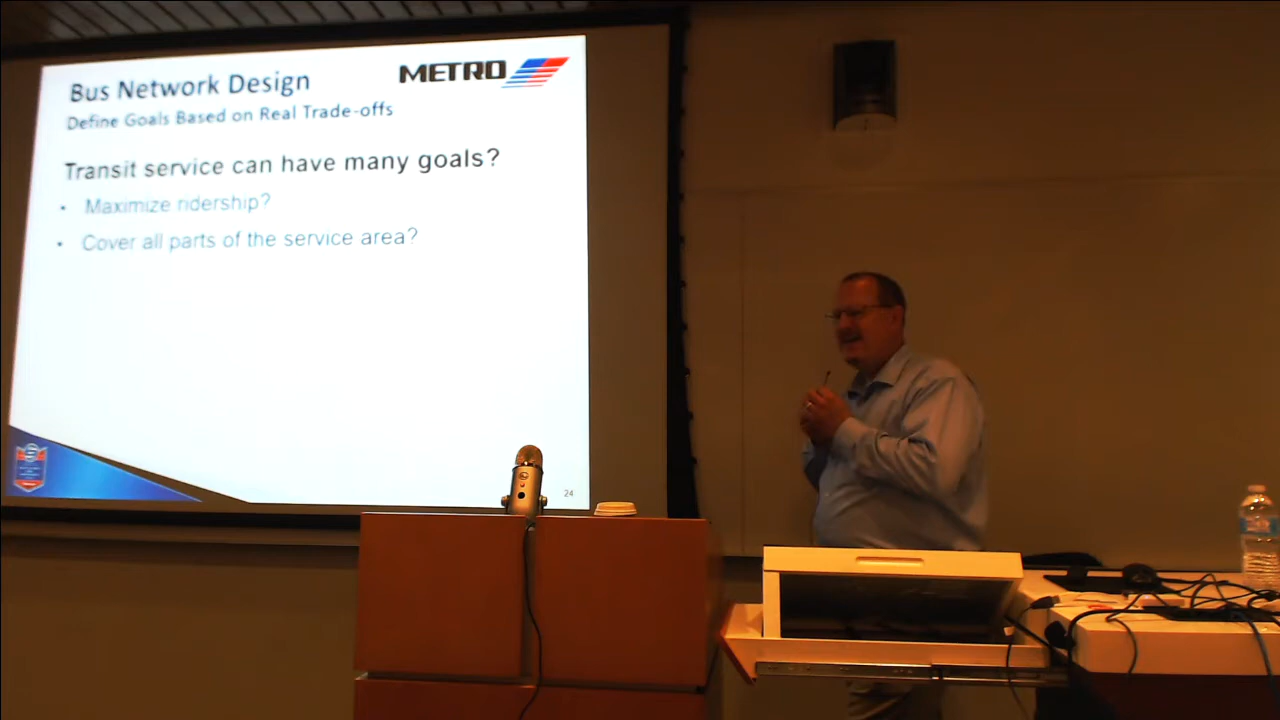 Bus Network Design
METRO
Define Goals Based on Real Trade-offs
Transit service can have many goals?
• Maximize ridership?
• Cover all parts of the service area?
24